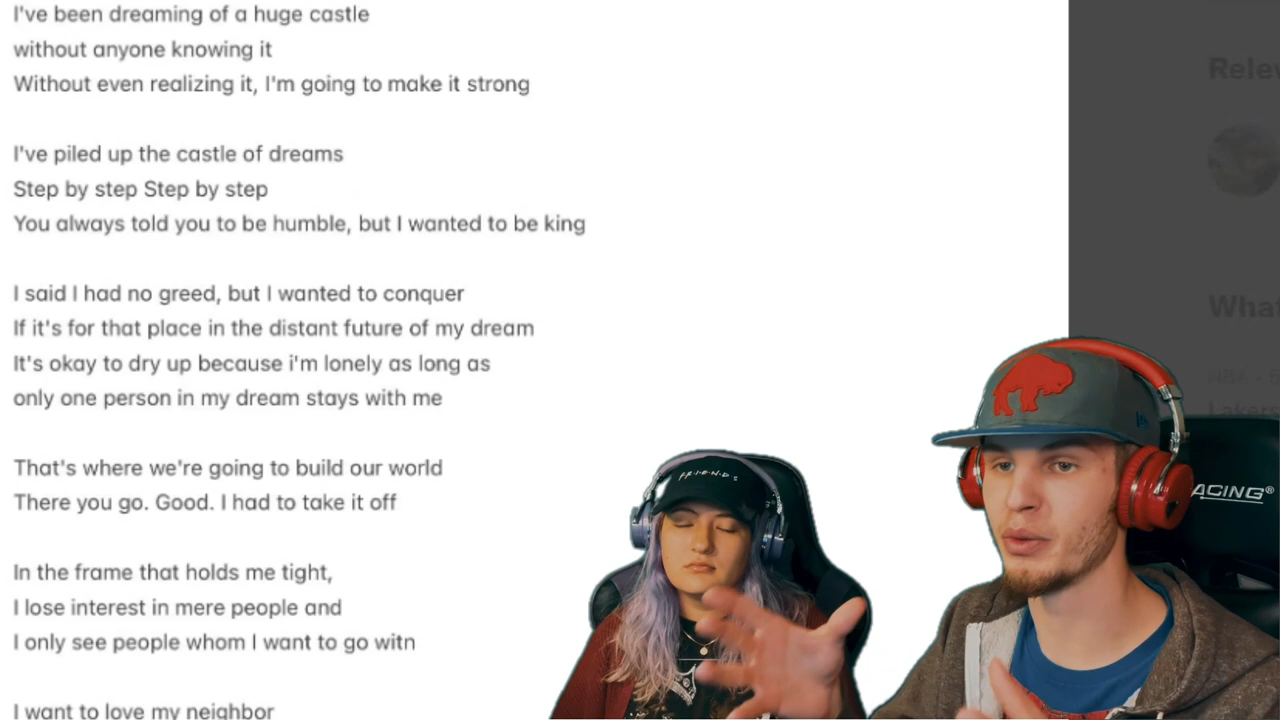 I've been dreaming of a huge castle
without anyone knowing it
Without even realizing it, I'm going to make it strong
I've piled up the castle of dreams
Step by step Step by step
You always told you to be humble, but I wanted to be king
I said I had no greed, but I wanted to conquer
If it's for that place in the distant future of my dream
It's okay to dry up because i'm lonely as long as
only one person in my dream stays with me
That's where we're going to build our world
There you go. Good. I had to take it off
In the frame that holds me tight,
I lose interest in mere people and
I only see people whom I want to go witn
I want to love my neighbor
Rele
What
NBA - 5
Lakers
F·R·I·E·N·D·S
ACING®